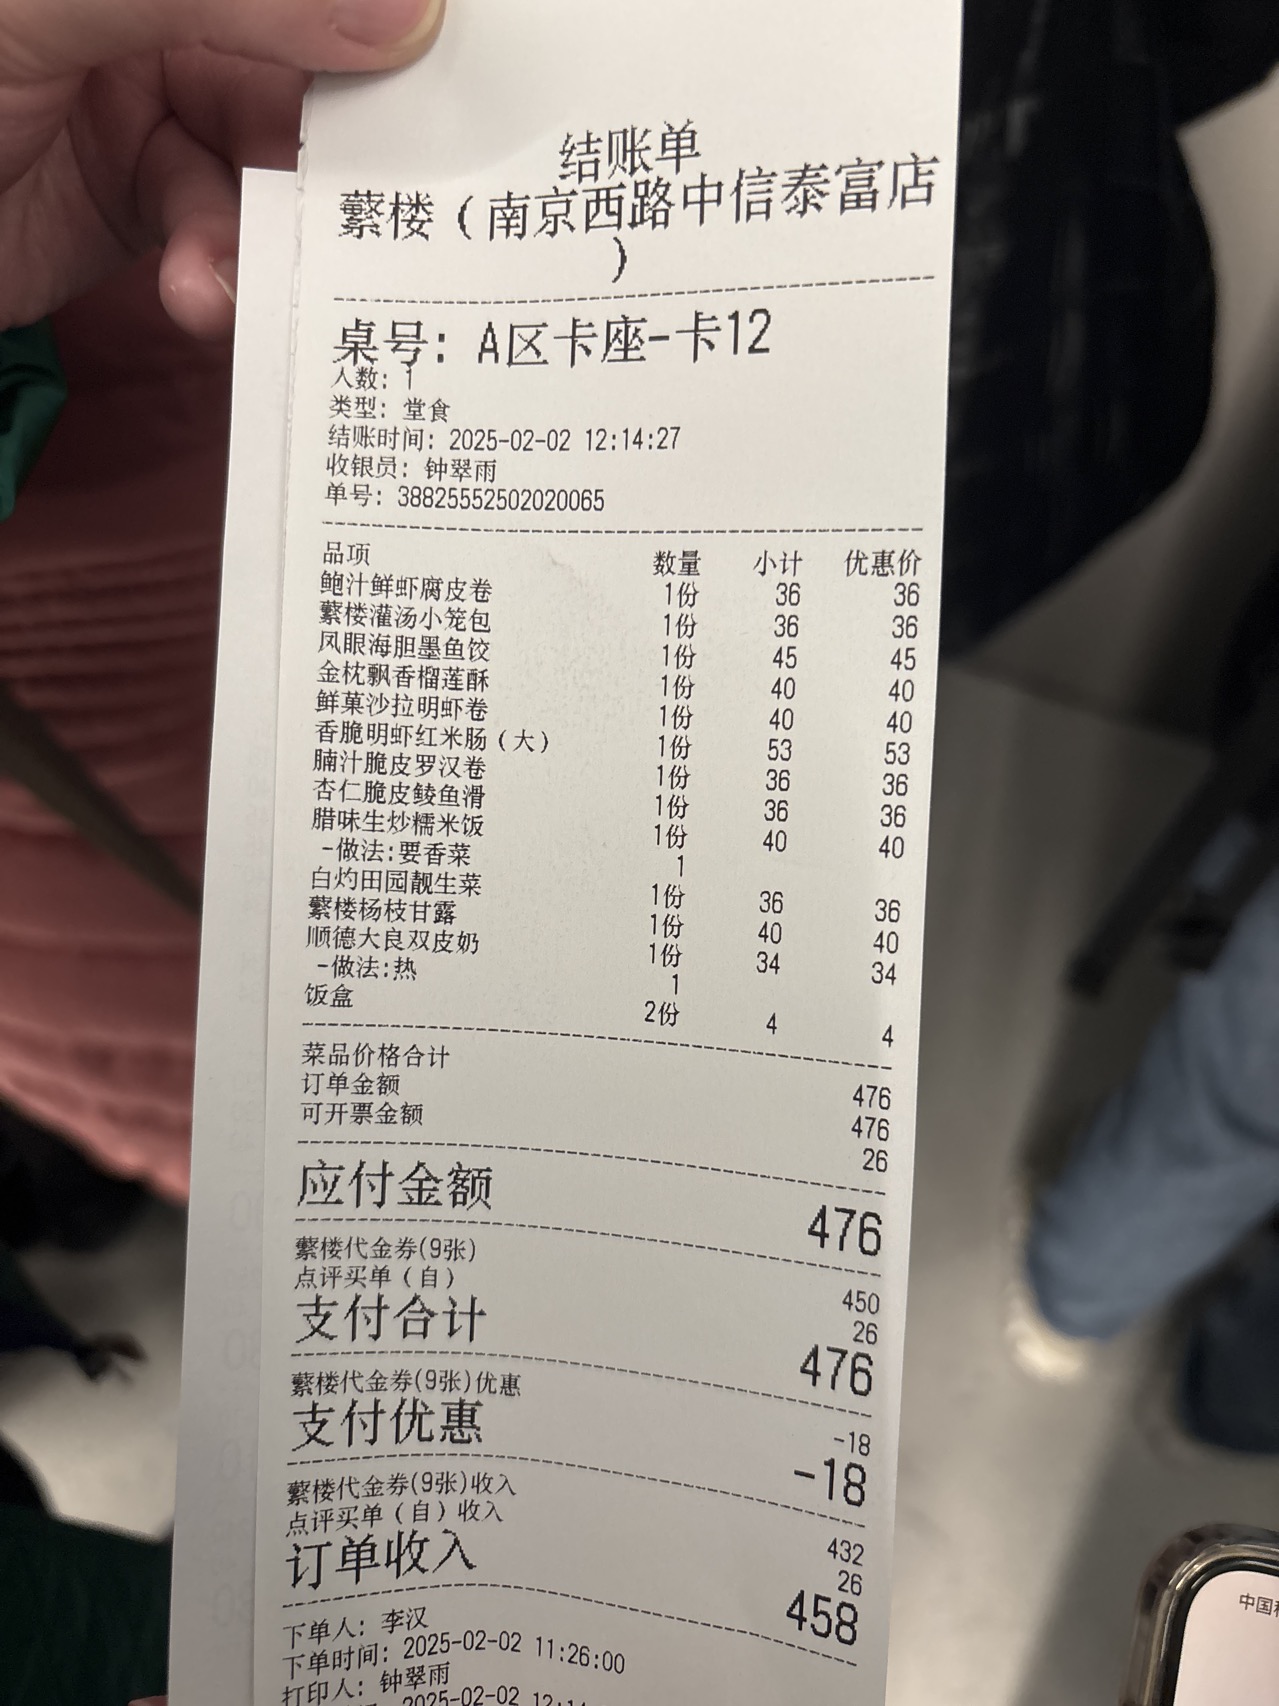 结账单
蘩楼（南京西路中信泰富店
）
桌号: A区卡座-卡12
人数: 1
类型: 堂食
结账时间: 2025-02-02 12:14:27
收银员: 钟翠雨
单号: 38825552502020065
品项 数量 小计 优惠价
鲍汁鲜虾腐皮卷 1份 36 36
蘩楼灌汤小笼包 1份 36 36
凤眼海胆墨鱼饺 1份 45 45
金枕飘香榴莲酥 1份 40 40
鲜菓沙拉明虾卷 1份 40 40
香脆明虾红米肠（大） 1份 53 53
腩汁脆皮罗汉卷 1份 36 36
杏仁脆皮鲮鱼滑 1份 36 36
腊味生炒糯米饭 1份 40 40
-做法:要香菜 1
白灼田园靓生菜 1份 36 36
蘩楼杨枝甘露 1份 40 40
顺德大良双皮奶 1份 34 34
-做法:热 1
饭盒 2份 4 4
菜品价格合计 476
订单金额 476
可开票金额 26
应付金额 476
蘩楼代金券(9张) 450
点评买单（自） 26
支付合计 476
蘩楼代金券(9张)优惠 -18
支付优惠 -18
蘩楼代金券(9张)收入 432
点评买单（自）收入 26
订单收入 458
下单人: 李汉
下单时间: 2025-02-02 11:26:00
打印人: 钟翠雨
2025-02-02
中国